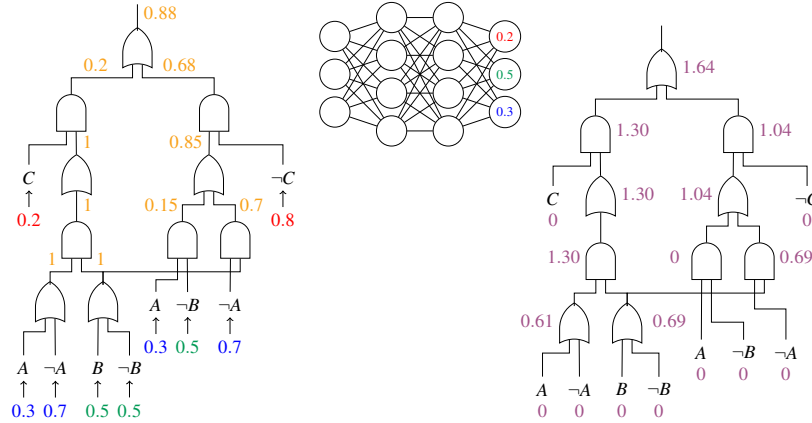 0.88
0.2 0.68
1 0.85
C ¬C
0.2 0.8
1 0.15 0.7
1 1
A ¬B ¬A
0.3 0.5 0.7
A ¬A B ¬B
0.3 0.7 0.5 0.5
0.2
0.5
0.3
1.64
1.30 1.04
C 1.30 1.04 ¬C
0 0
1.30 0 0.69
0.61 0.69
A ¬B ¬A
0 0 0
A ¬A B ¬B
0 0 0 0